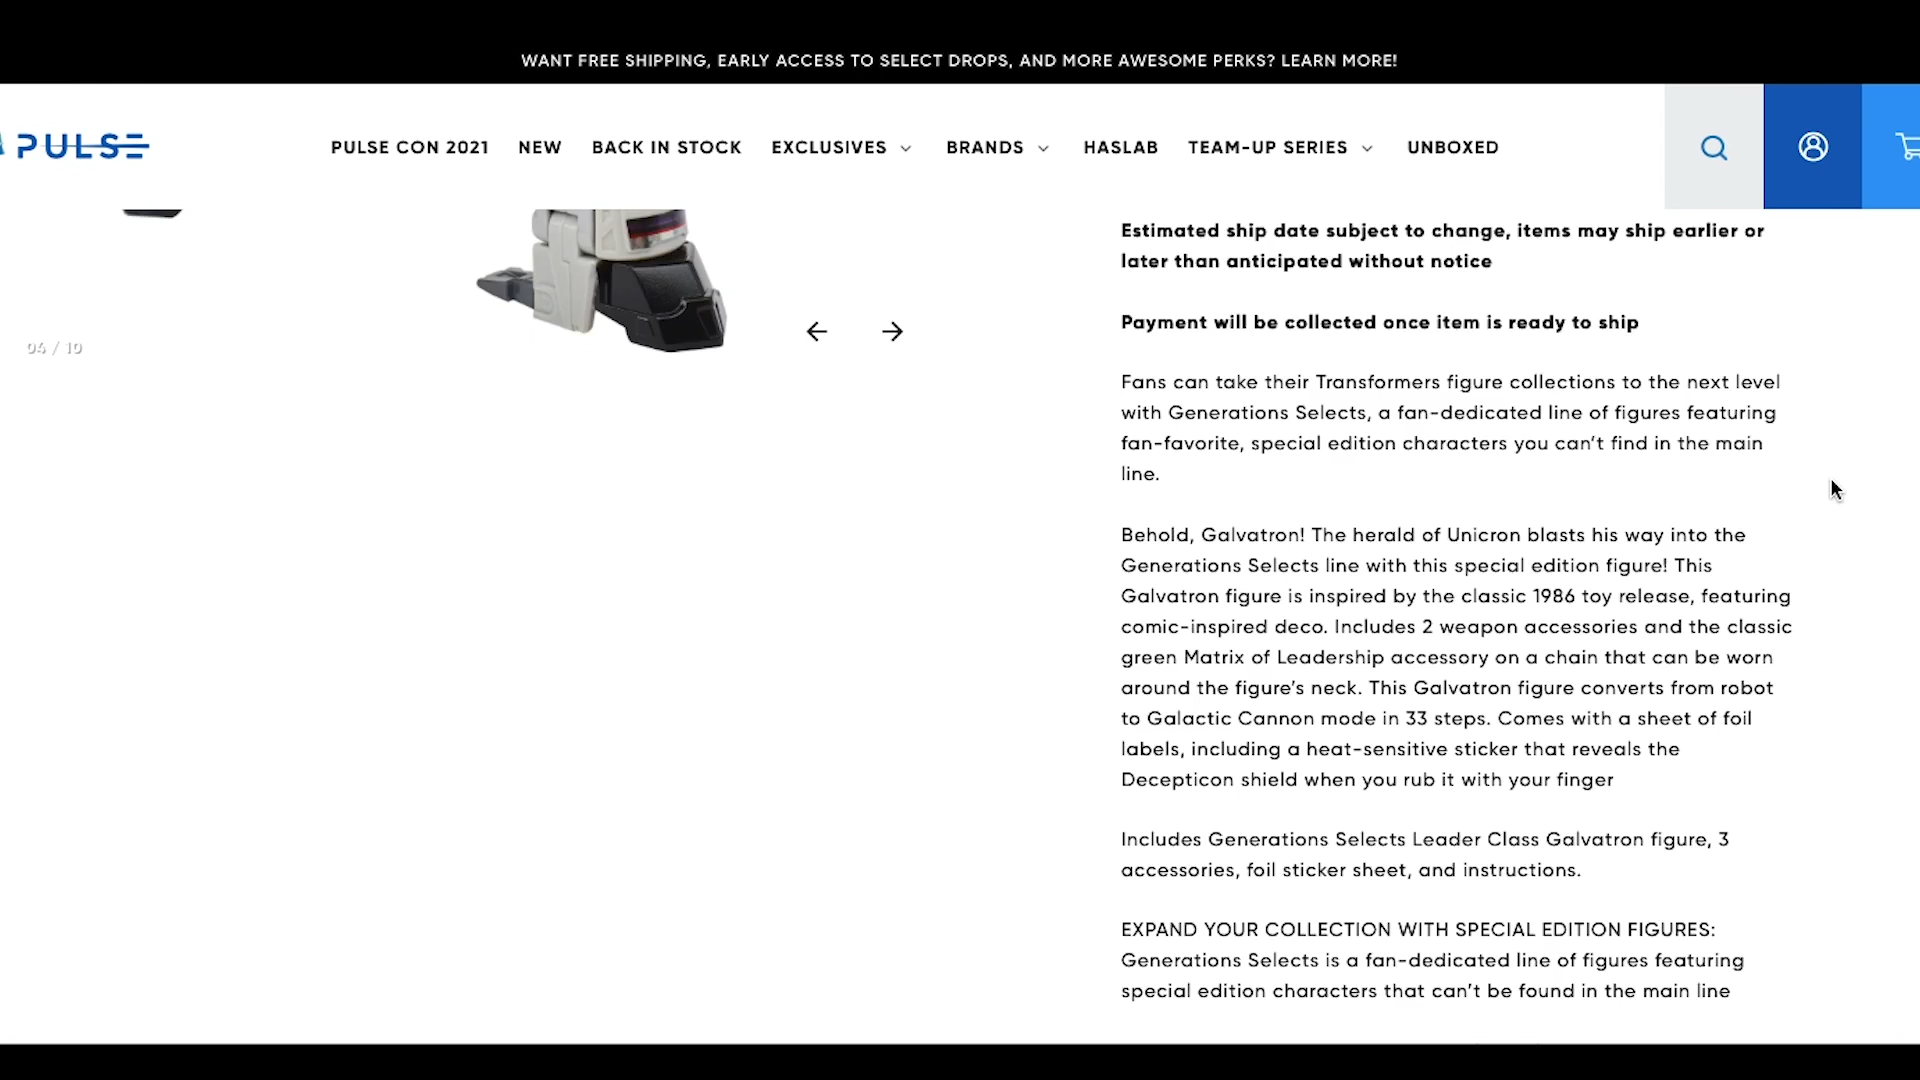 WANT FREE SHIPPING, EARLY ACCESS TO SELECT DROPS, AND MORE AWESOME PERKS? LEARN MORE!
PULSE
PULSE CON 2021 NEW BACK IN STOCK EXCLUSIVES BRANDS HASLAB TEAM-UP SERIES UNBOXED
04 / 10
Estimated ship date subject to change, items may ship earlier or
later than anticipated without notice
Payment will be collected once item is ready to ship
Fans can take their Transformers figure collections to the next level
with Generations Selects, a fan-dedicated line of figures featuring
fan-favorite, special edition characters you can’t find in the main
line.
Behold, Galvatron! The herald of Unicron blasts his way into the
Generations Selects line with this special edition figure! This
Galvatron figure is inspired by the classic 1986 toy release, featuring
comic-inspired deco. Includes 2 weapon accessories and the classic
green Matrix of Leadership accessory on a chain that can be worn
around the figure’s neck. This Galvatron figure converts from robot
to Galactic Cannon mode in 33 steps. Comes with a sheet of foil
labels, including a heat-sensitive sticker that reveals the
Decepticon shield when you rub it with your finger
Includes Generations Selects Leader Class Galvatron figure, 3
accessories, foil sticker sheet, and instructions.
EXPAND YOUR COLLECTION WITH SPECIAL EDITION FIGURES:
Generations Selects is a fan-dedicated line of figures featuring
special edition characters that can’t be found in the main line